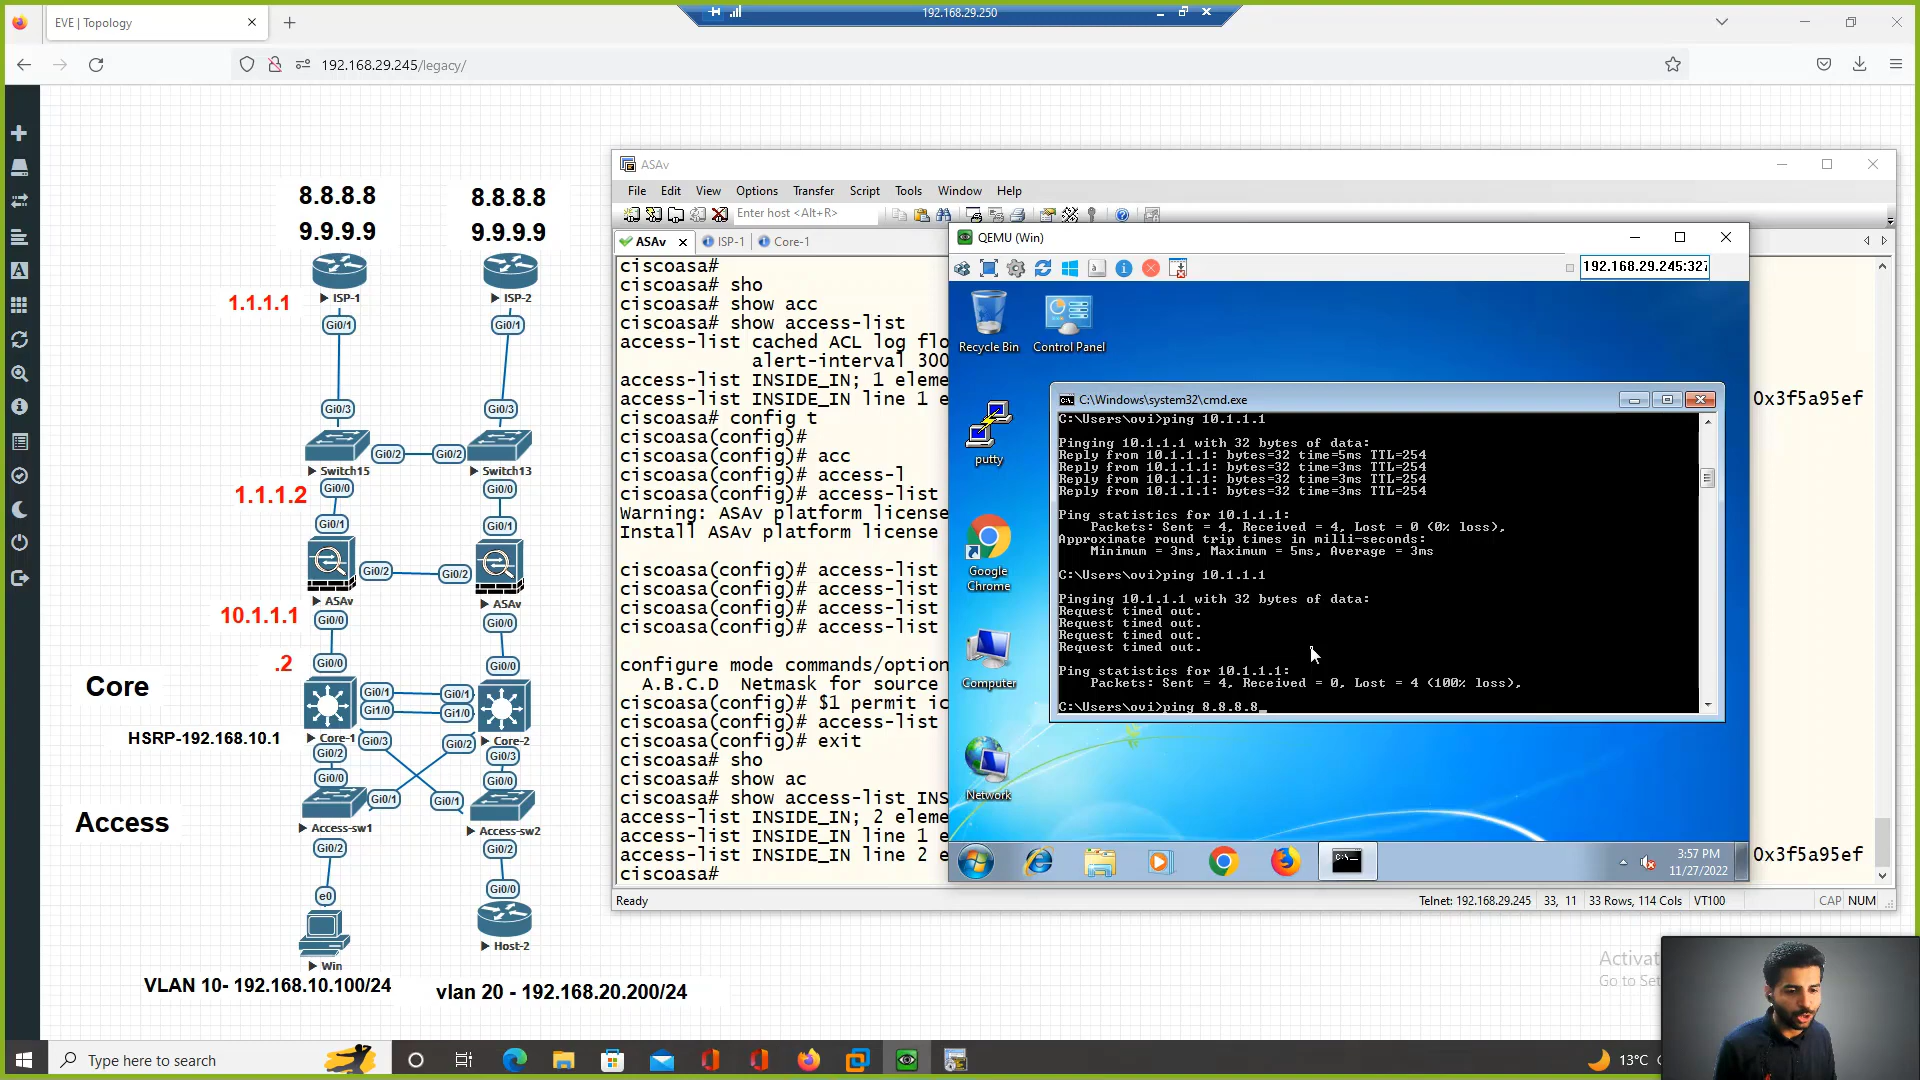 192.168.29.250
EVE | Topology
192.168.29.245/legacy/
8.8.8.8
9.9.9.9
8.8.8.8
9.9.9.9
1.1.1.1
ISP-1
ISP-2
Gi0/1
Gi0/1
Gi0/3
Gi0/3
Gi0/2
Gi0/2
Switch15
Switch13
1.1.1.2
Gi0/0
Gi0/0
Gi0/1
Gi0/1
Gi0/2
Gi0/2
ASAv
ASAv
10.1.1.1
Gi0/0
Gi0/0
.2
Gi0/0
Gi0/0
Core
Gi0/1
Gi0/1
Gi1/0
Gi1/0
HSRP-192.168.10.1
Core-1
Gi0/3
Gi0/2
Core-2
Gi0/2
Gi0/3
Gi0/0
Gi0/0
Gi0/1
Gi0/1
Access
Access-sw1
Access-sw2
Gi0/2
Gi0/2
e0
Gi0/0
Win
Host-2
VLAN 10- 192.168.10.100/24
vlan 20 - 192.168.20.200/24
ASAv
File Edit View Options Transfer Script Tools Window Help
Enter host <Alt+R>
ASAv
ISP-1
Core-1
ciscoasa#
ciscoasa# sho
ciscoasa# show acc
ciscoasa# show access-list
access-list cached ACL log flo
alert-interval 300
access-list INSIDE_IN; 1 eleme
access-list INSIDE_IN line 1 e
0x3f5a95ef
ciscoasa# config t
ciscoasa(config)#
ciscoasa(config)# acc
ciscoasa(config)# access-l
ciscoasa(config)# access-list
Warning: ASAv platform license
Install ASAv platform license
ciscoasa(config)# access-list
ciscoasa(config)# access-list
ciscoasa(config)# access-list
ciscoasa(config)# access-list
configure mode commands/option
A.B.C.D  Netmask for source
ciscoasa(config)# $1 permit ic
ciscoasa(config)# access-list
ciscoasa(config)# exit
ciscoasa# sho
ciscoasa# show ac
ciscoasa# show access-list INS
access-list INSIDE_IN; 2 eleme
access-list INSIDE_IN line 1 e
access-list INSIDE_IN line 2 e
0x3f5a95ef
ciscoasa#
Ready
Telnet: 192.168.29.245
33, 11
33 Rows, 114 Cols
VT100
CAP NUM
QEMU (Win)
192.168.29.245:327
Recycle Bin
Control Panel
putty
Google
Chrome
Computer
Network
C:\Windows\system32\cmd.exe
C:\Users\ovi>ping 10.1.1.1
Pinging 10.1.1.1 with 32 bytes of data:
Reply from 10.1.1.1: bytes=32 time=5ms TTL=254
Reply from 10.1.1.1: bytes=32 time=3ms TTL=254
Reply from 10.1.1.1: bytes=32 time=3ms TTL=254
Reply from 10.1.1.1: bytes=32 time=3ms TTL=254
Ping statistics for 10.1.1.1:
Packets: Sent = 4, Received = 4, Lost = 0 (0% loss),
Approximate round trip times in milli-seconds:
Minimum = 3ms, Maximum = 5ms, Average = 3ms
C:\Users\ovi>ping 10.1.1.1
Pinging 10.1.1.1 with 32 bytes of data:
Request timed out.
Request timed out.
Request timed out.
Request timed out.
Ping statistics for 10.1.1.1:
Packets: Sent = 4, Received = 0, Lost = 4 (100% loss),
C:\Users\ovi>ping 8.8.8.8_
3:57 PM
11/27/2022
Activat
Go to Set
Type here to search
13°C